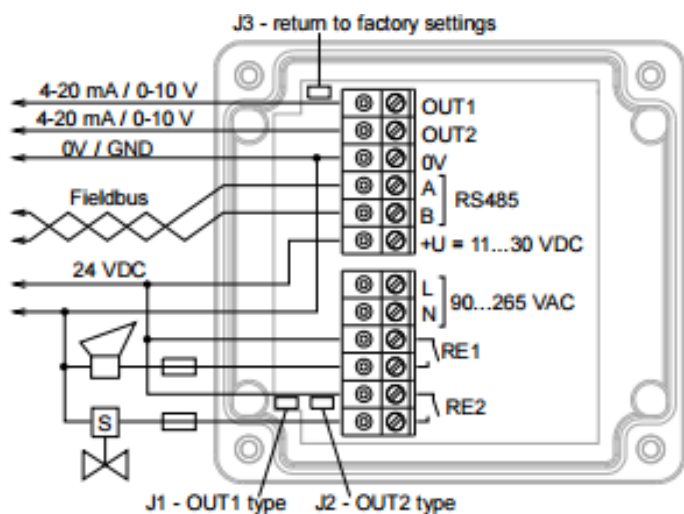 J3 - return to factory settings
4-20 mA / 0-10 V
OUT1
4-20 mA / 0-10 V
OUT2
0V / GND
0V
Fieldbus
A
B
RS485
+U = 11...30 VDC
24 VDC
L
N
90...265 VAC
RE1
RE2
S
J1 - OUT1 type
J2 - OUT2 type